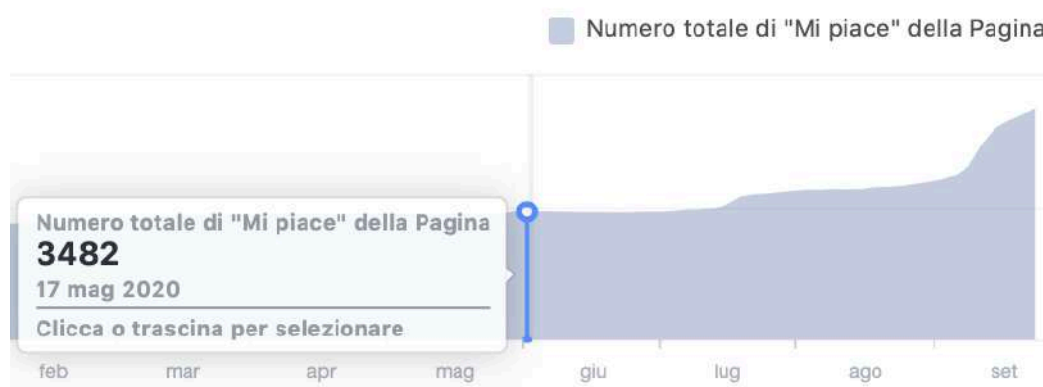 Numero totale di "Mi piace" della Pagina
Numero totale di "Mi piace" della Pagina
3482
17 mag 2020
Clicca o trascina per selezionare
feb mar apr mag giu lug ago set